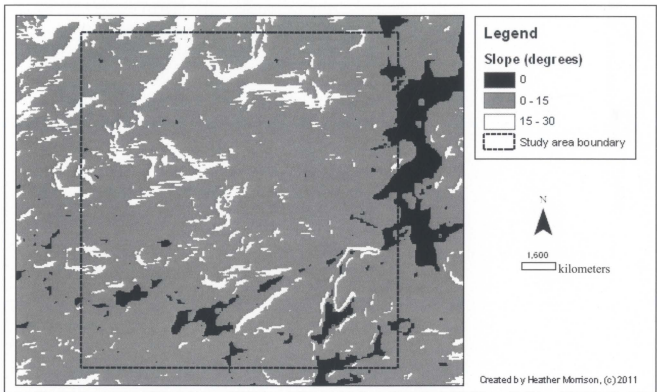 Legend
Slope (degrees)
0
0 - 15
15 - 30
Study area boundary
N
1,600
kilometers
Created by Heather Morrison, (c) 2011